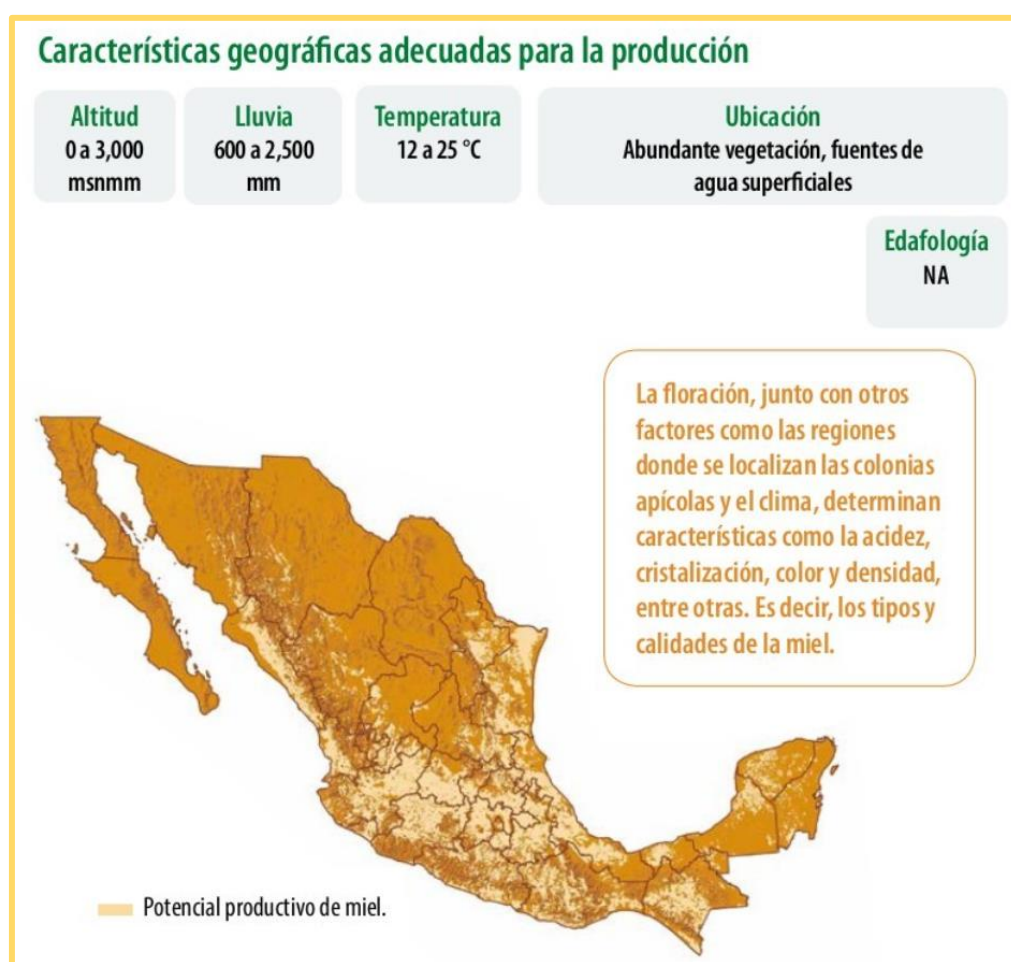 Características geográficas adecuadas para la producción
Altitud
0 a 3,000
msnmm
Lluvia
600 a 2,500
mm
Temperatura
12 a 25 °C
Ubicación
Abundante vegetación, fuentes de
agua superficiales
Edafología
NA
La floración, junto con otros
factores como las regiones
donde se localizan las colonias
apícolas y el clima, determinan
características como la acidez,
cristalización, color y densidad,
entre otras. Es decir, los tipos y
calidades de la miel.
Potencial productivo de miel.